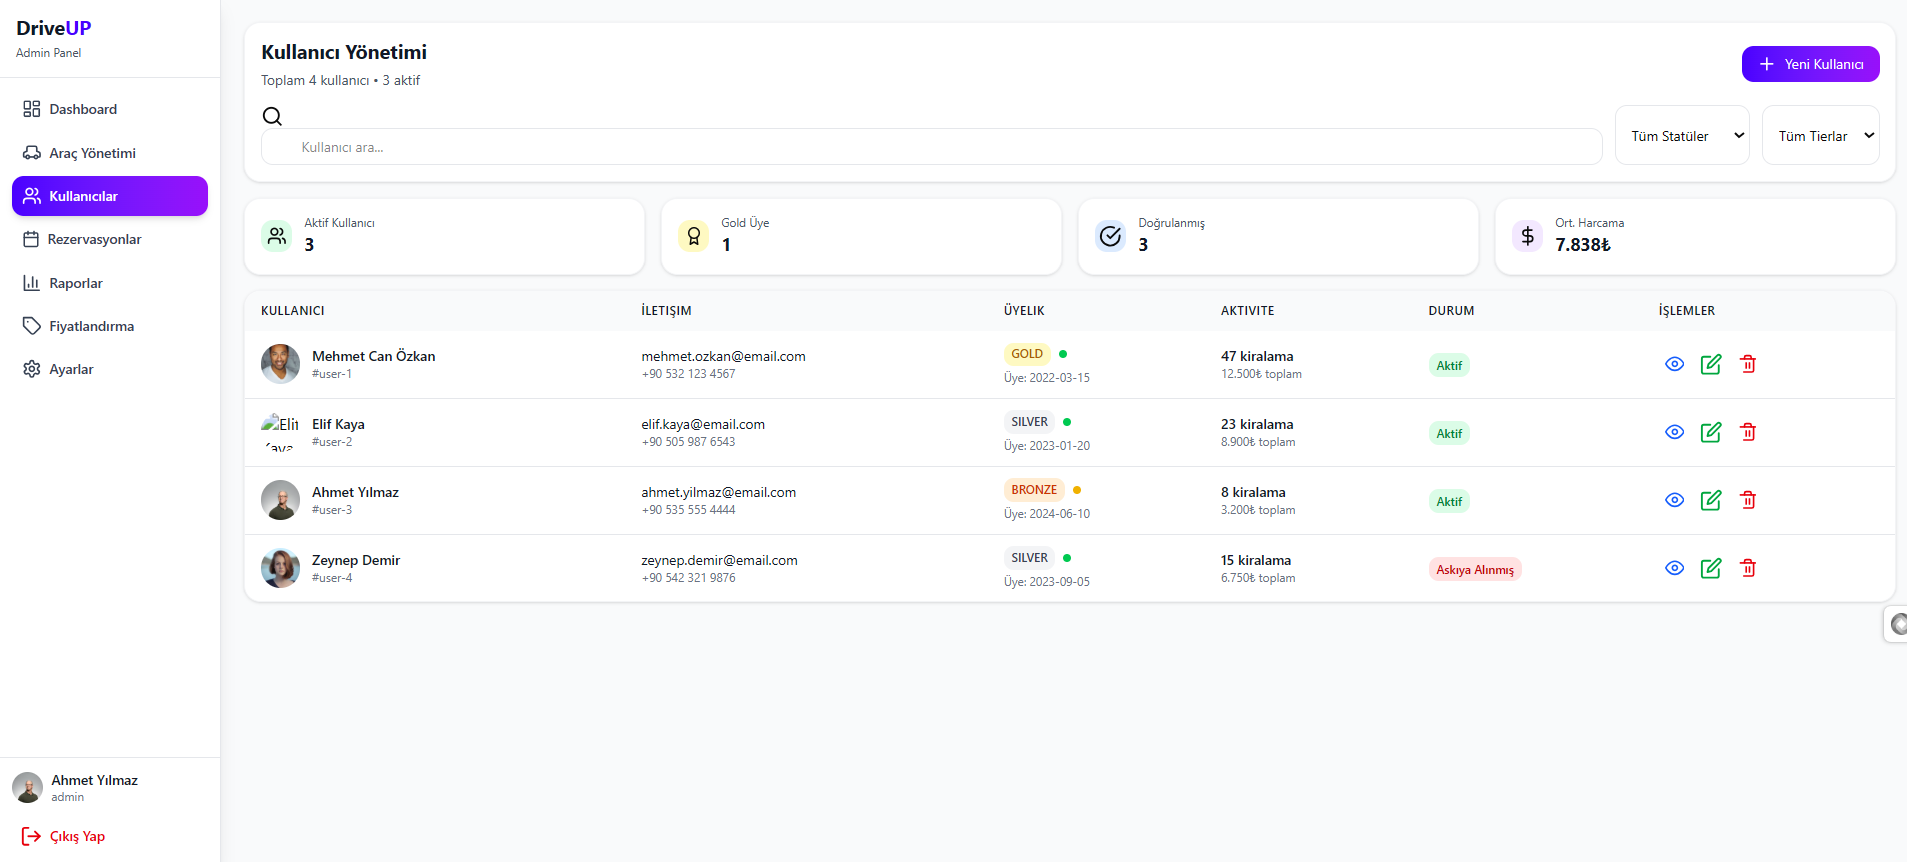 DriveUP
Admin Panel
Dashboard
Araç Yönetimi
Kullanıcılar
Rezervasyonlar
Raporlar
Fiyatlandırma
Ayarlar
Ahmet Yılmaz
admin
Çıkış Yap
Kullanıcı Yönetimi
Toplam 4 kullanıcı • 3 aktif
Yeni Kullanıcı
Kullanıcı ara...
Tüm Statüler
Tüm Tierlar
Aktif Kullanıcı
3
Gold Üye
1
Doğrulanmış
3
Ort. Harcama
7.838₺
KULLANICI İLETİŞIM ÜYELIK AKTIVITE DURUM İŞLEMLER
Mehmet Can Özkan mehmet.ozkan@email.com GOLD 47 kiralama Aktif
#user-1 +90 532 123 4567 Üye: 2022-03-15 12.500₺ toplam
Elif Kaya Elif Kaya elif.kaya@email.com SILVER 23 kiralama Aktif
#user-2 +90 505 987 6543 Üye: 2023-01-20 8.900₺ toplam
Ahmet Yılmaz ahmet.yilmaz@email.com BRONZE 8 kiralama Aktif
#user-3 +90 535 555 4444 Üye: 2024-06-10 3.200₺ toplam
Zeynep Demir zeynep.demir@email.com SILVER 15 kiralama Askıya Alınmış
#user-4 +90 542 321 9876 Üye: 2023-09-05 6.750₺ toplam